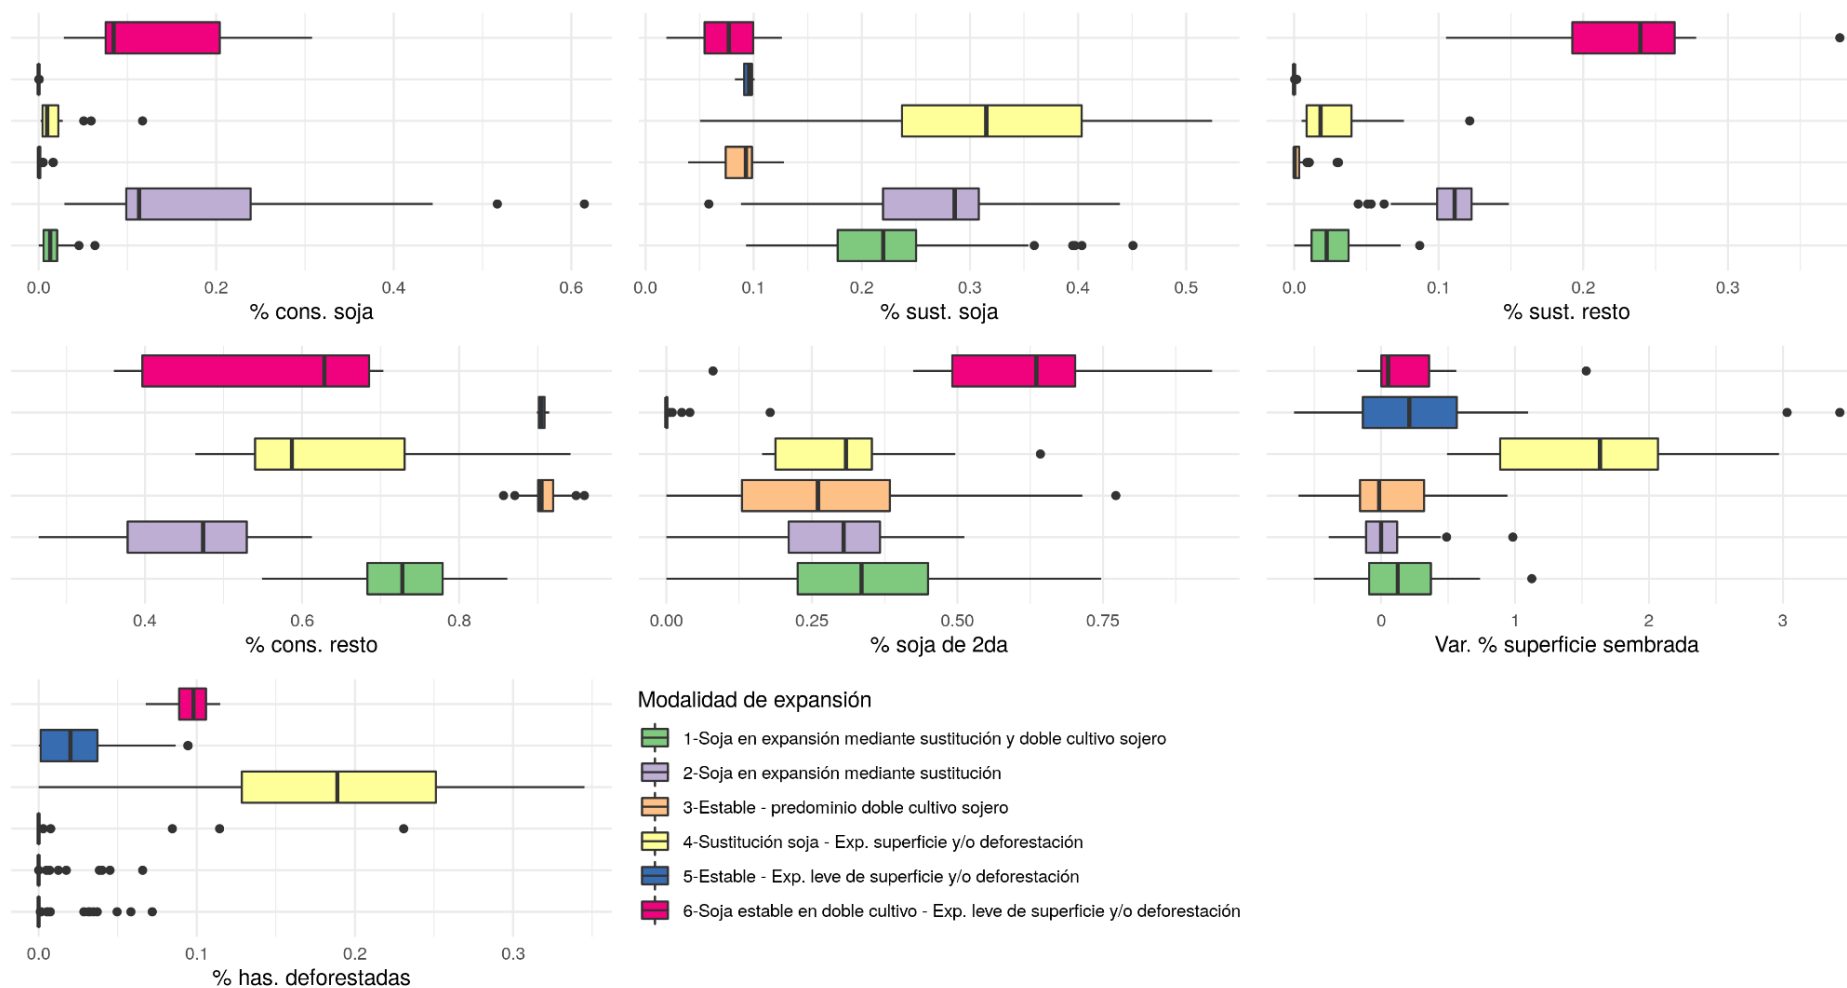 0.0 0.2 0.4 0.6
% cons. soja
0.0 0.1 0.2 0.3 0.4 0.5
% sust. soja
0.0 0.1 0.2 0.3
% sust. resto
0.4 0.6 0.8
% cons. resto
0.00 0.25 0.50 0.75
% soja de 2da
0 1 2 3
Var. % superficie sembrada
0.0 0.1 0.2 0.3
% has. deforestadas
Modalidad de expansión
1-Soja en expansión mediante sustitución y doble cultivo sojero
2-Soja en expansión mediante sustitución
3-Estable - predominio doble cultivo sojero
4-Sustitución soja - Exp. superficie y/o deforestación
5-Estable - Exp. leve de superficie y/o deforestación
6-Soja estable en doble cultivo - Exp. leve de superficie y/o deforestación